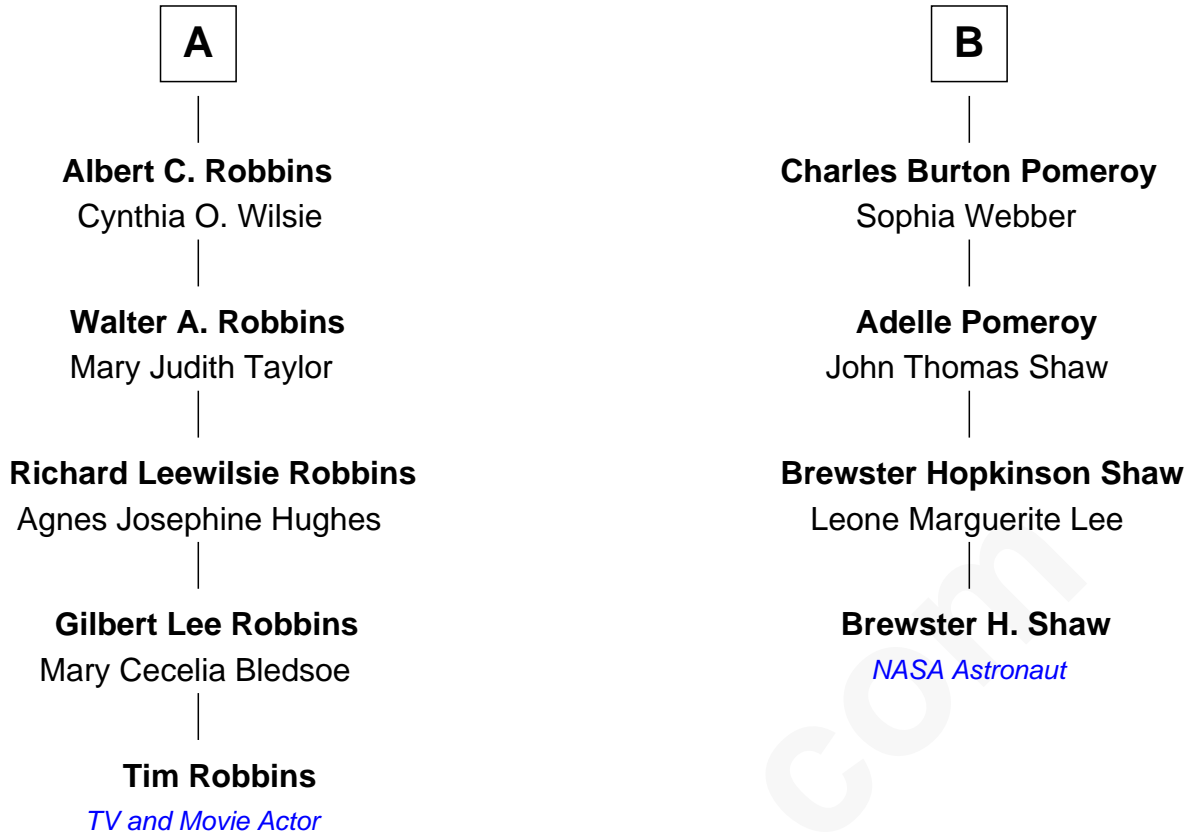 A
Albert C. Robbins
Cynthia O. Wilsie
Walter A. Robbins
Mary Judith Taylor
Richard Leewilsie Robbins
Agnes Josephine Hughes
Gilbert Lee Robbins
Mary Cecelia Bledsoe
Tim Robbins
TV and Movie Actor
B
Charles Burton Pomeroy
Sophia Webber
Adelle Pomeroy
John Thomas Shaw
Brewster Hopkinson Shaw
Leone Marguerite Lee
Brewster H. Shaw
NASA Astronaut
com